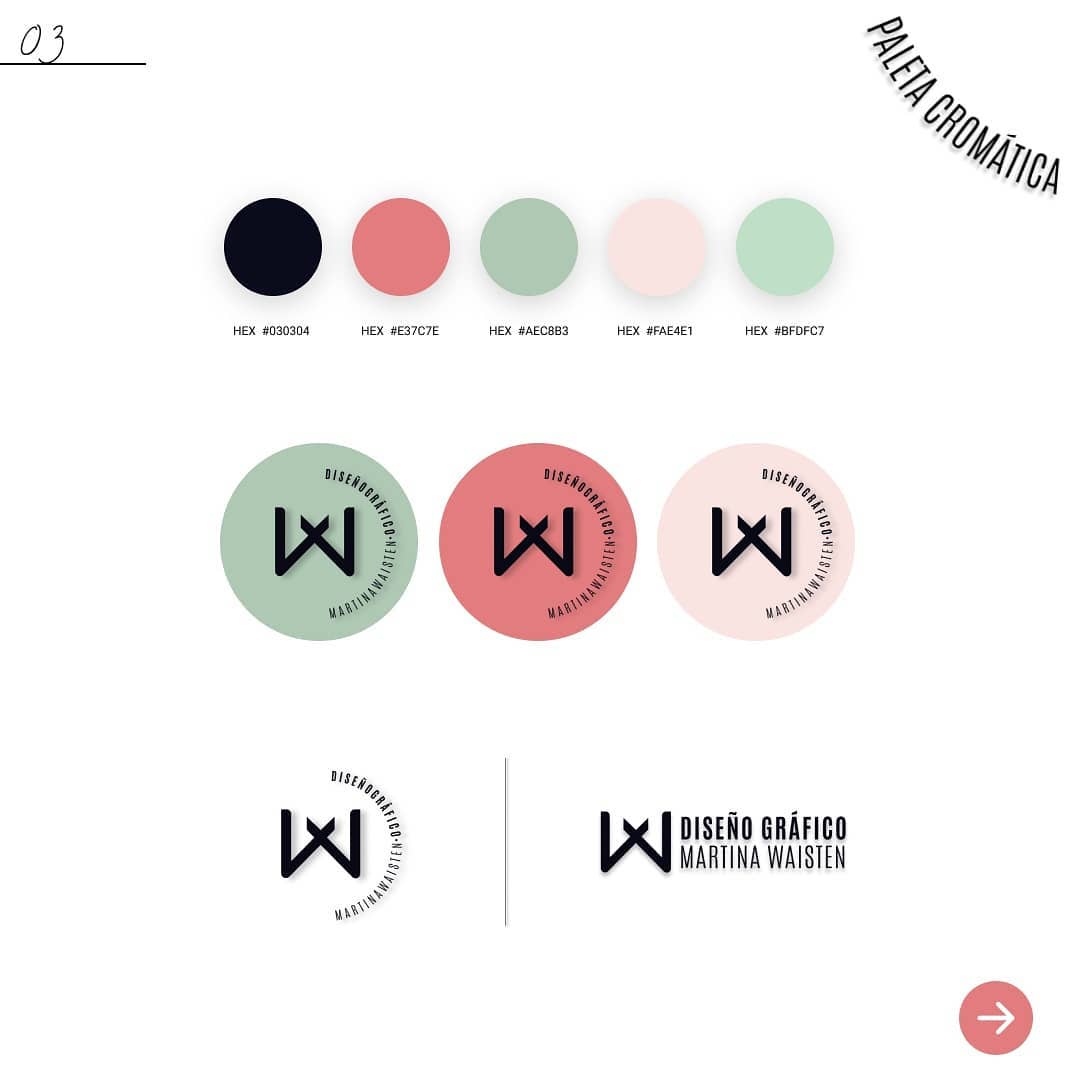 03
PALETA CROMÁTICA
HEX #030304
HEX #E37C7E
HEX #AEC8B3
HEX #FAE4E1
HEX #BFDFC7
DISEÑOGRÁFICO•
MARTINAWAISTEN
DISEÑOGRÁFICO•
MARTINAWAISTEN
DISEÑOGRÁFICO•
MARTINAWAISTEN
DISEÑOGRÁFICO•
MARTINAWAISTEN
DISEÑO GRÁFICO
MARTINA WAISTEN